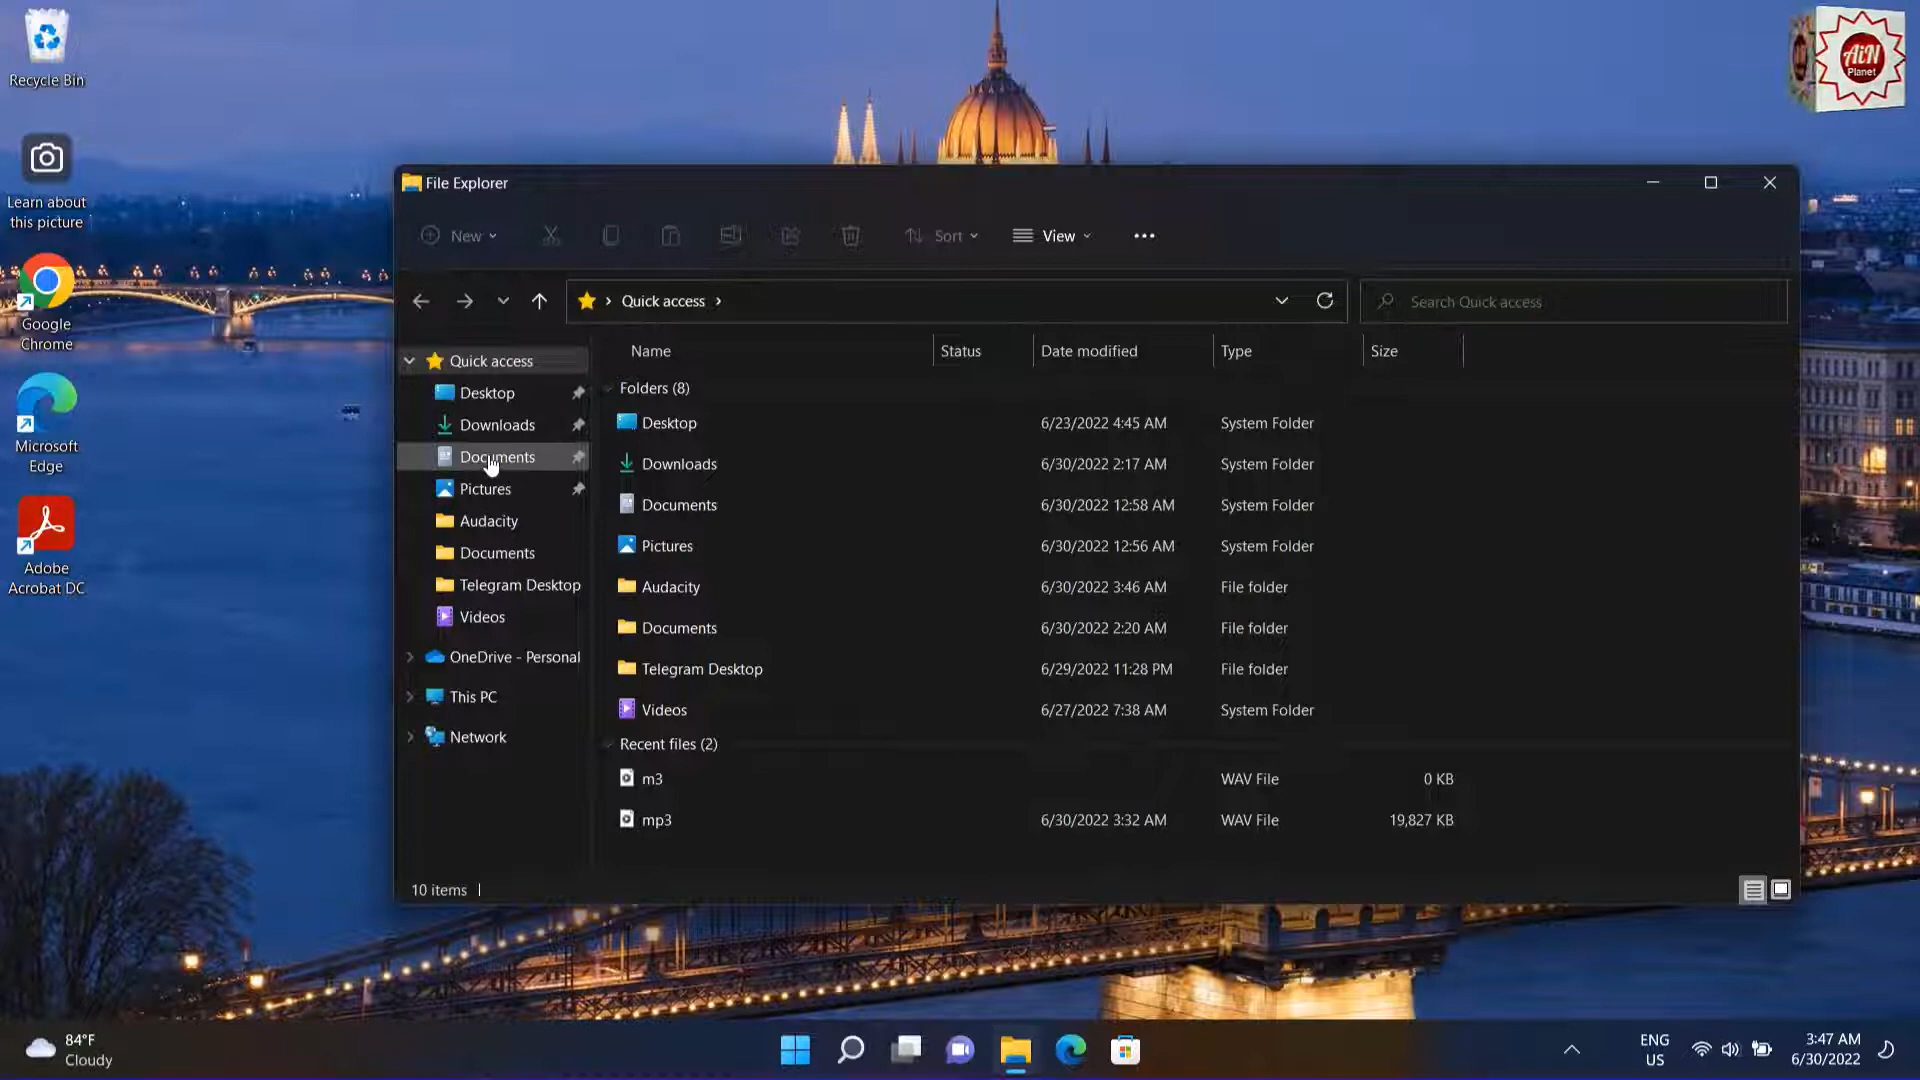 Recycle Bin
Learn about
this picture
Google
Chrome
Microsoft
Edge
Adobe
Acrobat DC
AiN
Planet
File Explorer
New
Sort
View
Quick access
Search Quick access
Quick access
Desktop
Downloads
Documents
Pictures
Audacity
Documents
Telegram Desktop
Videos
OneDrive - Personal
This PC
Network
Name Status Date modified Type Size
Folders (8)
Desktop 6/23/2022 4:45 AM System Folder
Downloads 6/30/2022 2:17 AM System Folder
Documents 6/30/2022 12:58 AM System Folder
Pictures 6/30/2022 12:56 AM System Folder
Audacity 6/30/2022 3:46 AM File folder
Documents 6/30/2022 2:20 AM File folder
Telegram Desktop 6/29/2022 11:28 PM File folder
Videos 6/27/2022 7:38 AM System Folder
Recent files (2)
m3 WAV File 0 KB
mp3 6/30/2022 3:32 AM WAV File 19,827 KB
10 items
84°F
Cloudy
ENG
US
3:47 AM
6/30/2022